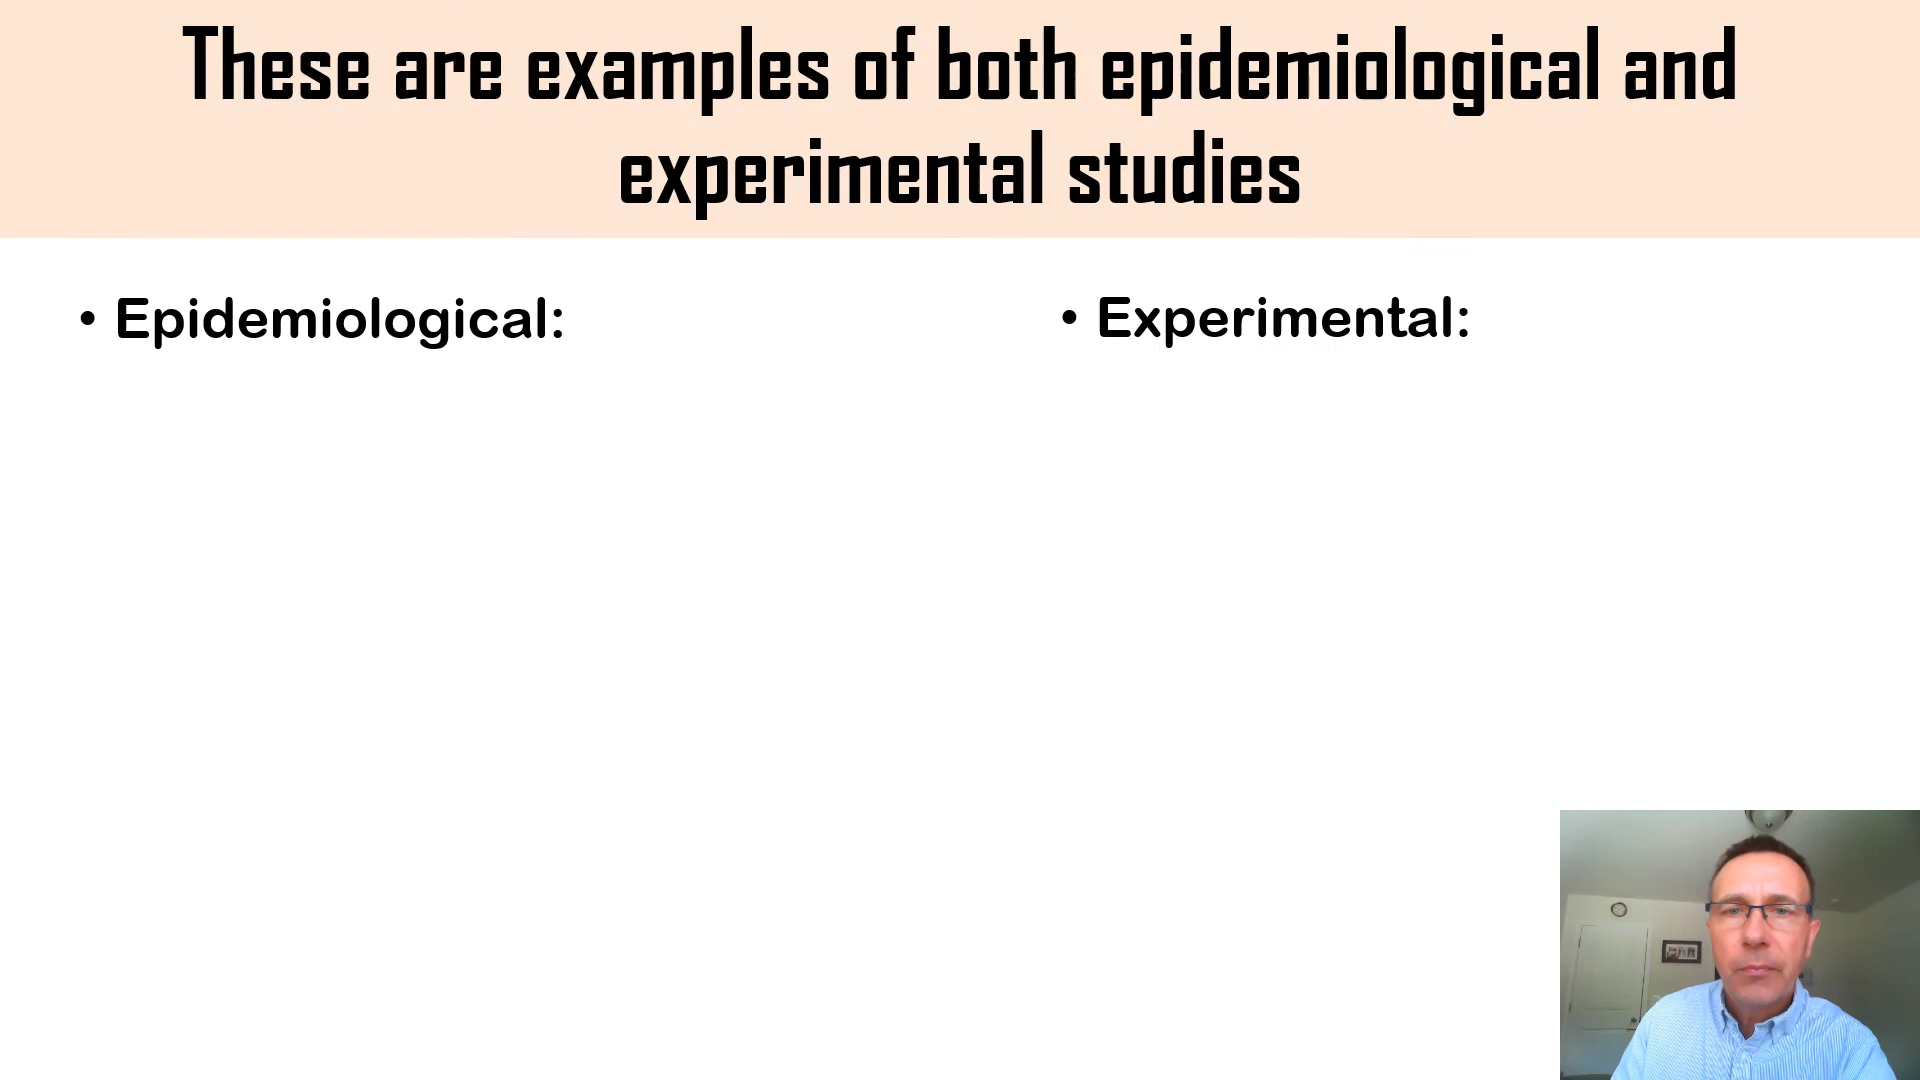 These are examples of both epidemiological and
experimental studies
• Epidemiological:
• Experimental: